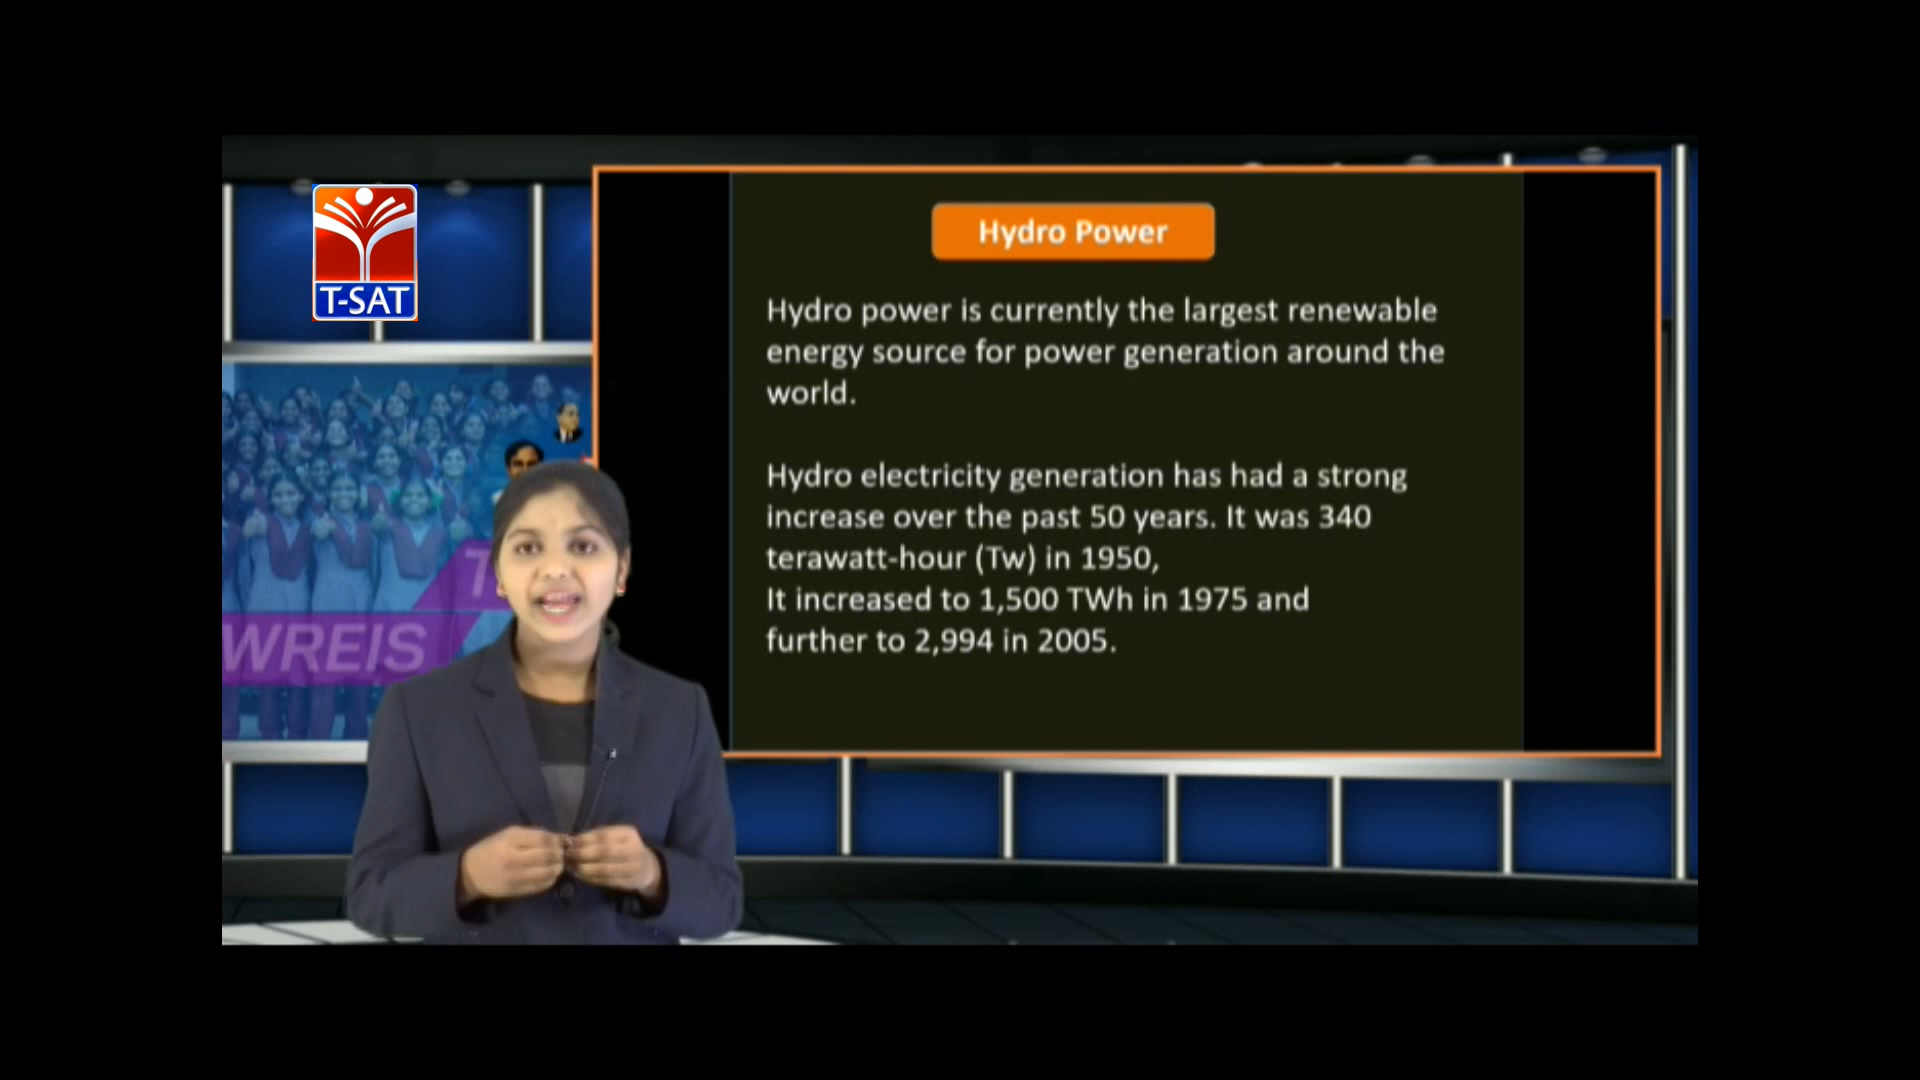 T-SAT
WREIS
Hydro Power
Hydro power is currently the largest renewable
energy source for power generation around the
world.
Hydro electricity generation has had a strong
increase over the past 50 years. It was 340
terawatt-hour (Tw) in 1950,
It increased to 1,500 TWh in 1975 and
further to 2,994 in 2005.